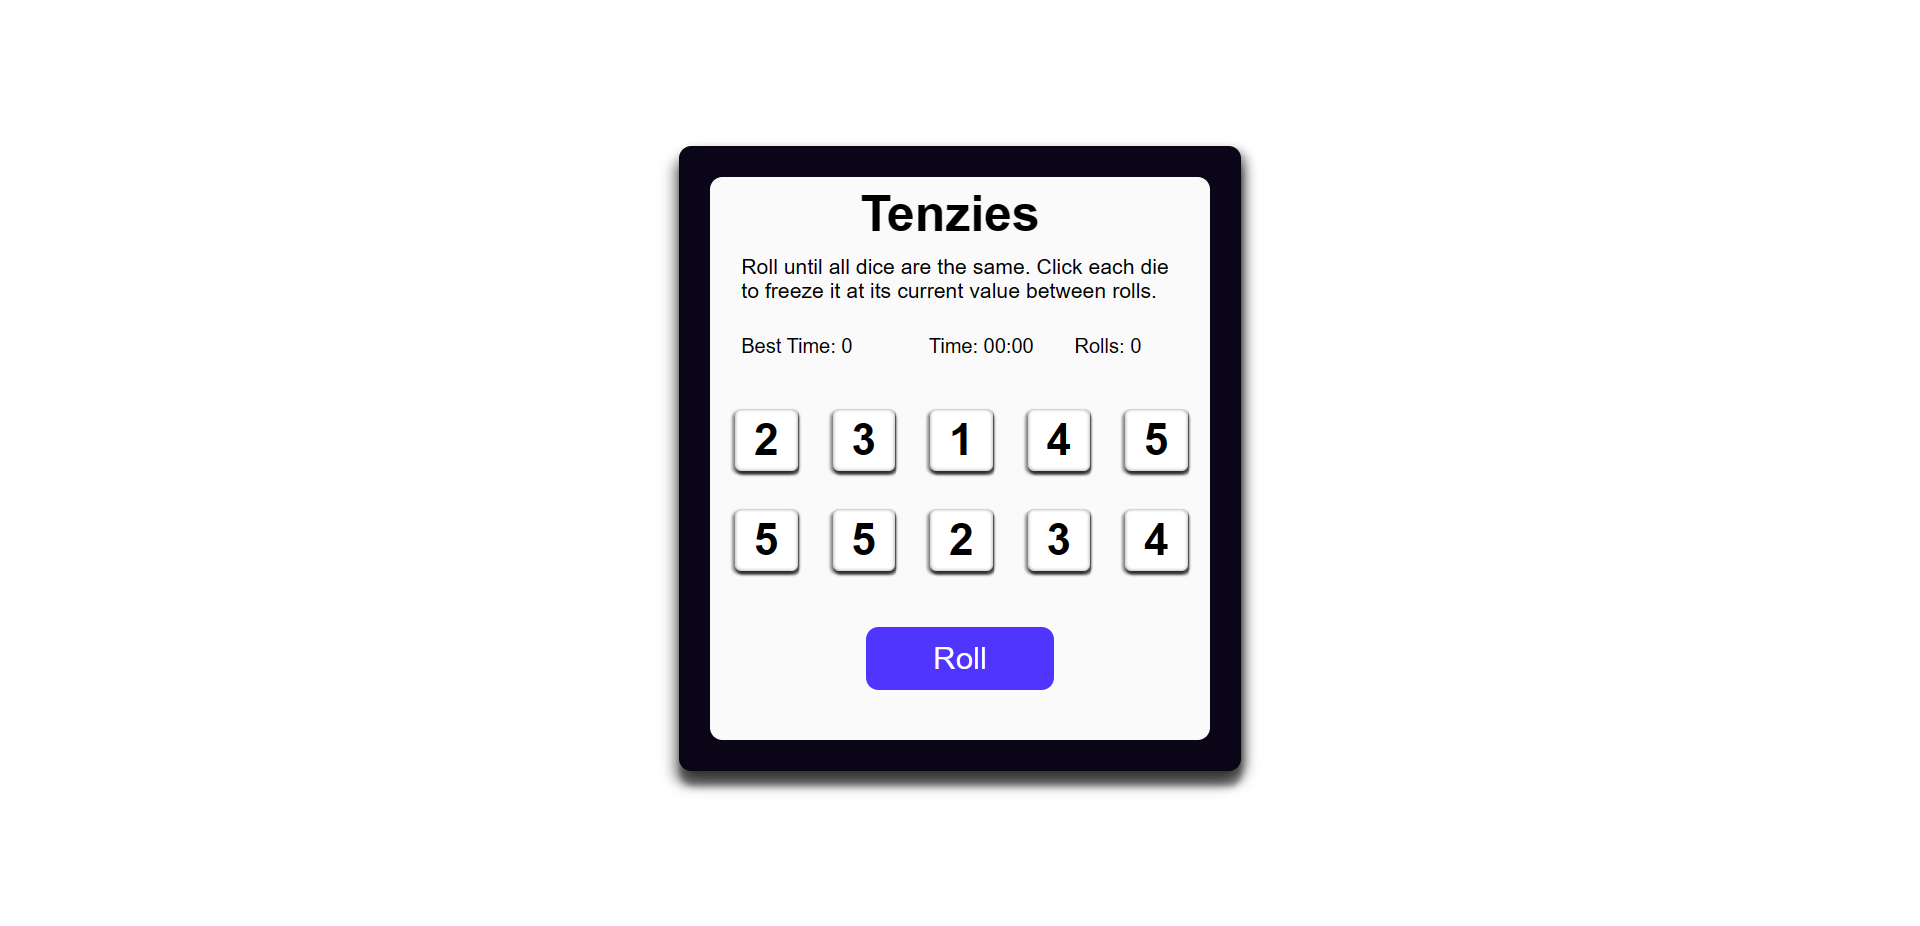 Tenzies
Roll until all dice are the same. Click each die
to freeze it at its current value between rolls.
Best Time: 0 Time: 00:00 Rolls: 0
2 3 1 4 5
5 5 2 3 4
Roll